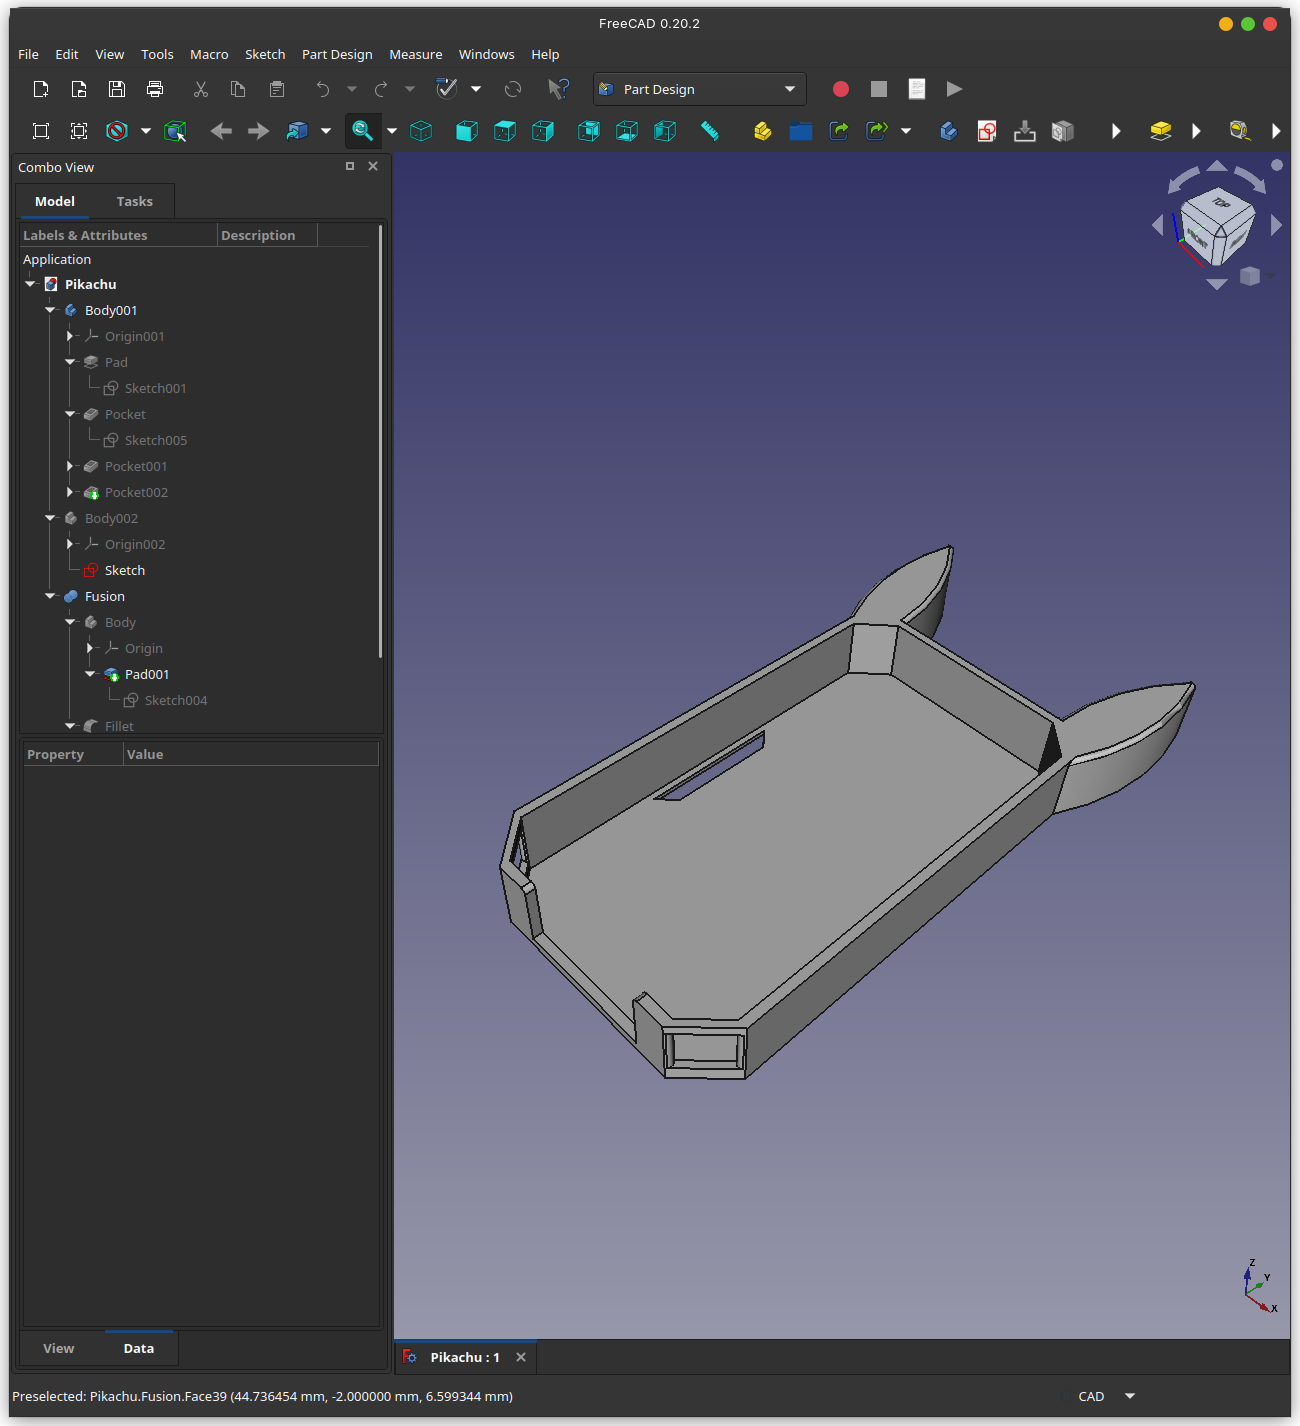 FreeCAD 0.20.2
File Edit View Tools Macro Sketch Part Design Measure Windows Help
Part Design
Combo View
Model Tasks
Labels & Attributes Description
Application
Pikachu
Body001
Origin001
Pad
Sketch001
Pocket
Sketch005
Pocket001
Pocket002
Body002
Origin002
Sketch
Fusion
Body
Origin
Pad001
Sketch004
Fillet
Property Value
TOP
FRONT
Z
Y
X
View Data
Pikachu : 1
Preselected: Pikachu.Fusion.Face39 (44.736454 mm, -2.000000 mm, 6.599344 mm)
CAD